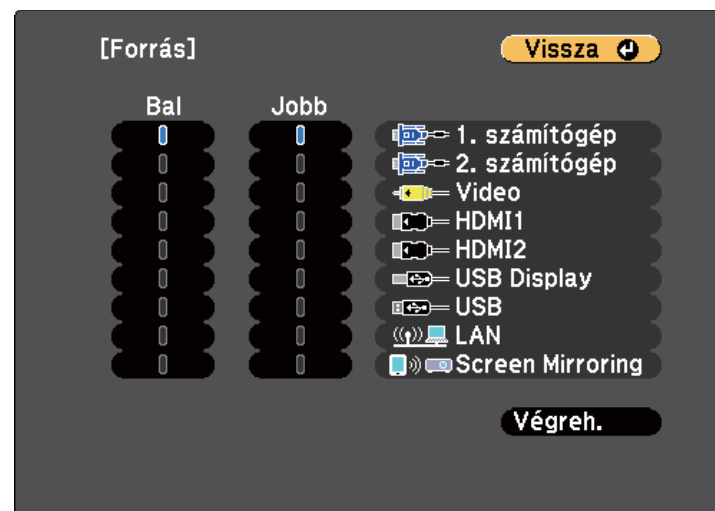 [Forrás] Vissza
Bal Jobb
1. számítógép
2. számítógép
Video
HDMI1
HDMI2
USB Display
USB
LAN
Screen Mirroring
Végreh.